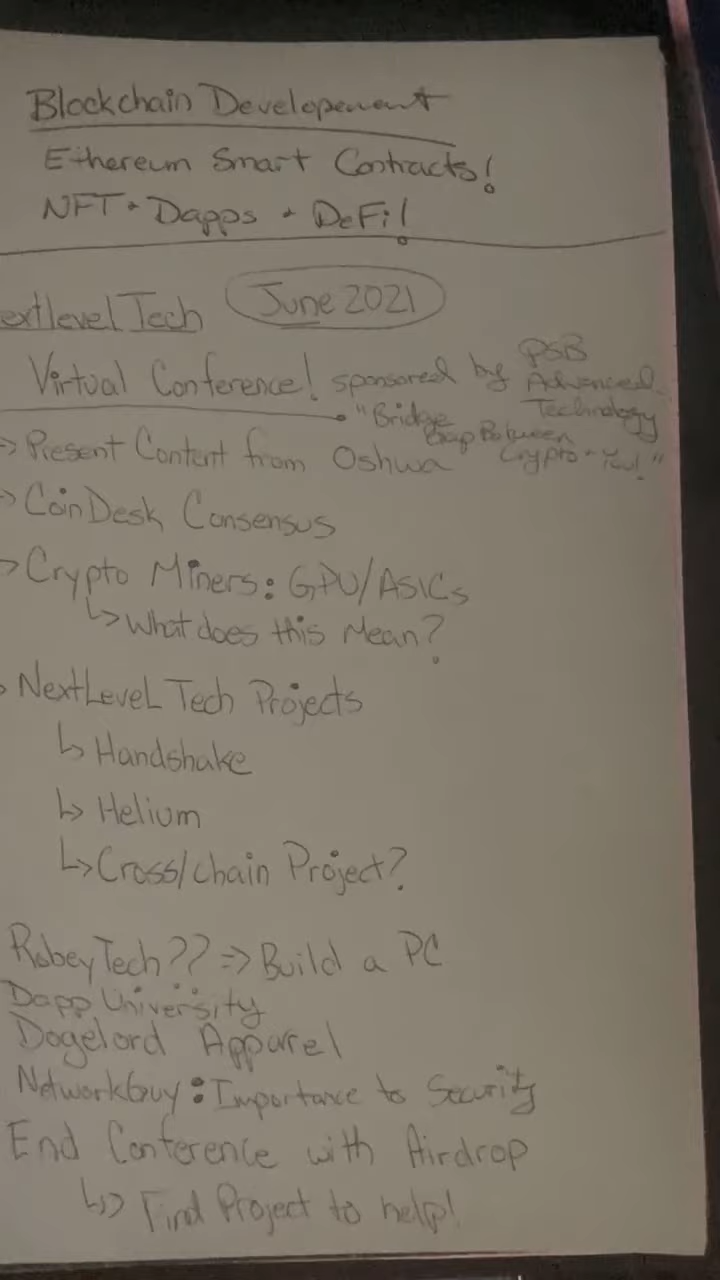 Blockchain Developement
Ethereum Smart Contracts!
NFT + Dapps + DeFi!
extlevel Tech June 2021
Virtual Conference! sponsored by PSB Advanced Technology
"Bridge Gap Between Crypto + You!"
→ Present Content from Oshwa
→ CoinDesk Consensus
→ Crypto Miners: GPU/ASICs
↳ What does this Mean?
→ NextLevel Tech Projects
↳ Handshake
↳ Helium
↳ Cross/chain Project?
RobeyTech?? => Build a PC
Dapp University
Dogelord Apparel
NetworkGuy: Importance to Security
End Conference with Airdrop
↳ Find Project to help!